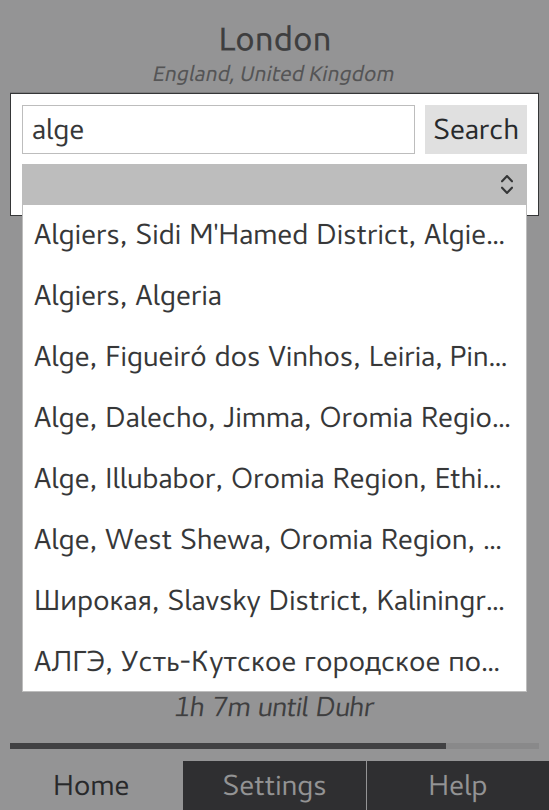 London
England, United Kingdom
alge
Search
Algiers, Sidi M'Hamed District, Algie...
Algiers, Algeria
Alge, Figueiró dos Vinhos, Leiria, Pin...
Alge, Dalecho, Jimma, Oromia Regio...
Alge, Illubabor, Oromia Region, Ethi...
Alge, West Shewa, Oromia Region, ...
Широкая, Slavsky District, Kaliningr...
АЛГЭ, Усть-Кутское городское по...
1h 7m until Duhr
Home
Settings
Help